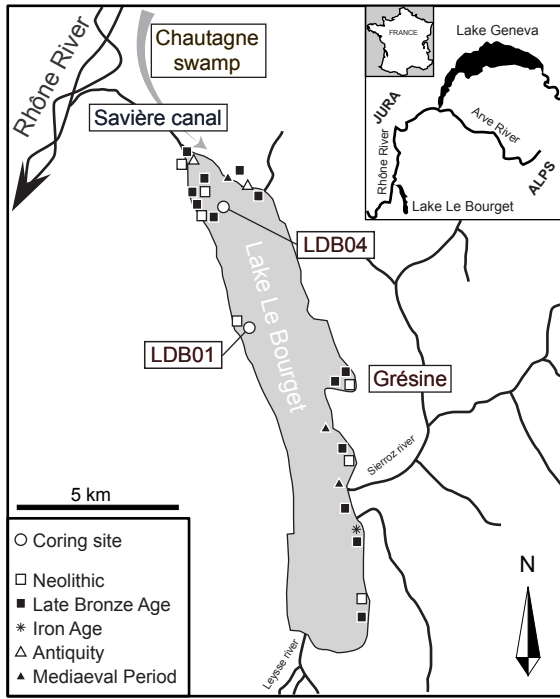 Rhône River
Chautagne
swamp
Savière canal
FRANCE
Lake Geneva
JURA
Rhône River
Arve River
ALPS
Lake Le Bourget
LDB04
Lake Le Bourget
LDB01
Grésine
Sierroz river
5 km
Coring site
Neolithic
Late Bronze Age
Iron Age
Antiquity
Mediaeval Period
Leysse river
N